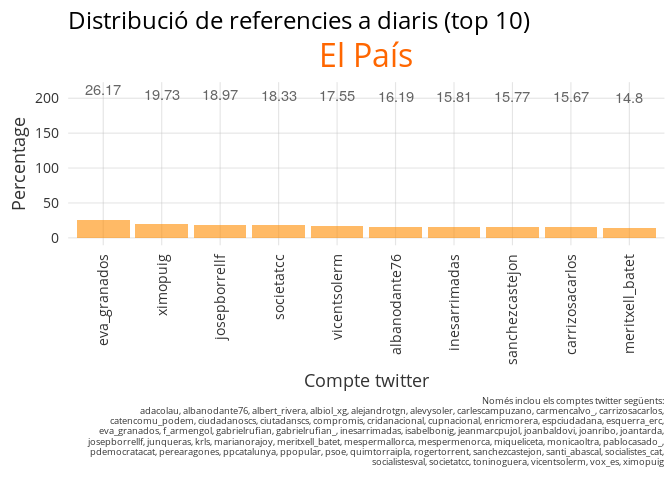 Distribució de referencies a diaris (top 10)
El País
26.17 19.73 18.97 18.33 17.55 16.19 15.81 15.77 15.67 14.8
200
150
100
50
0
Percentage
eva_granados
ximopuig
josepborrellf
societatcc
vicentsolerm
albanodante76
inesarrimadas
sanchezcastejon
carrizosacarlos
meritxell_batet
Compte twitter
Només inclou els comptes twitter següents:
adacolau, albanodante76, albert_rivera, albiol_xg, alejandrotgn, alevysoler, carlescampuzano, carmencalvo_, carrizosacarlos,
catencomu_podem, ciudadanoscs, ciutadanscs, compromis, cridanacional, cupnacional, enricmorera, espciudadana, esquerra_erc,
eva_granados, f_armengol, gabrielrufian, gabrielrufian_, inesarrimadas, isabelbonig, jeanmarcpujol, joanbaldovi, joanribo, joantarda,
josepborrellf, junqueras, krls, marianorajoy, meritxell_batet, mespermallorca, mespermenorca, miqueliceta, monicaoltra, pablocasado_,
pdemocratacat, perearagones, ppcatalunya, ppopular, psoe, quimtorraipla, rogertorrent, sanchezcastejon, santi_abascal, socialistes_cat,
socialistesval, societatcc, toninoguera, vicentsolerm, vox_es, ximopuig